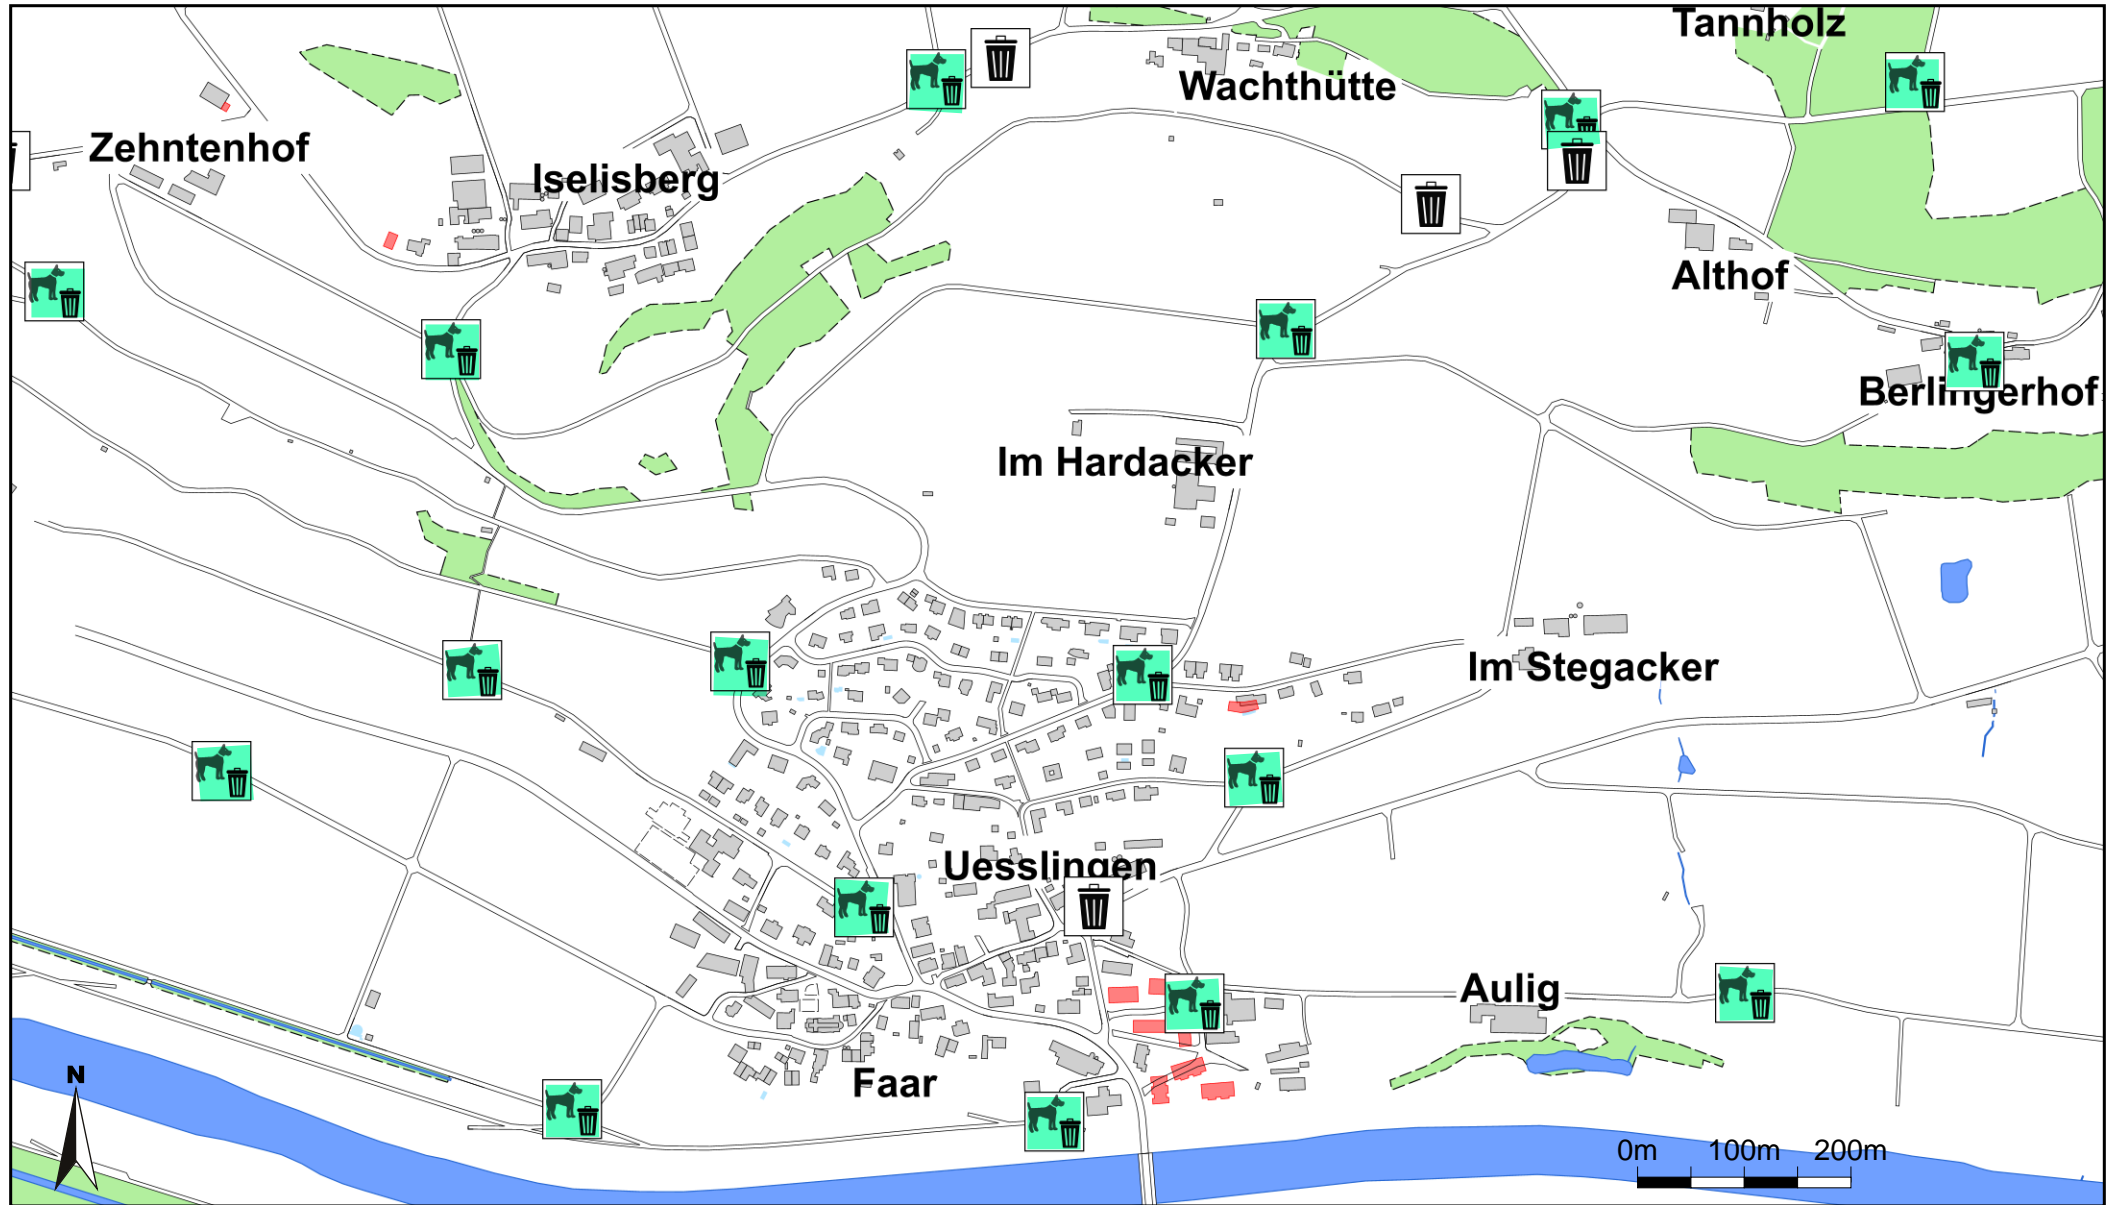 Tannholz
Wachthütte
Zehntenhof
Iselisberg
Althof
Berlingerhof
Im Hardacker
Im Stegacker
Uesslingen
Aulig
Faar
N
0m 100m 200m